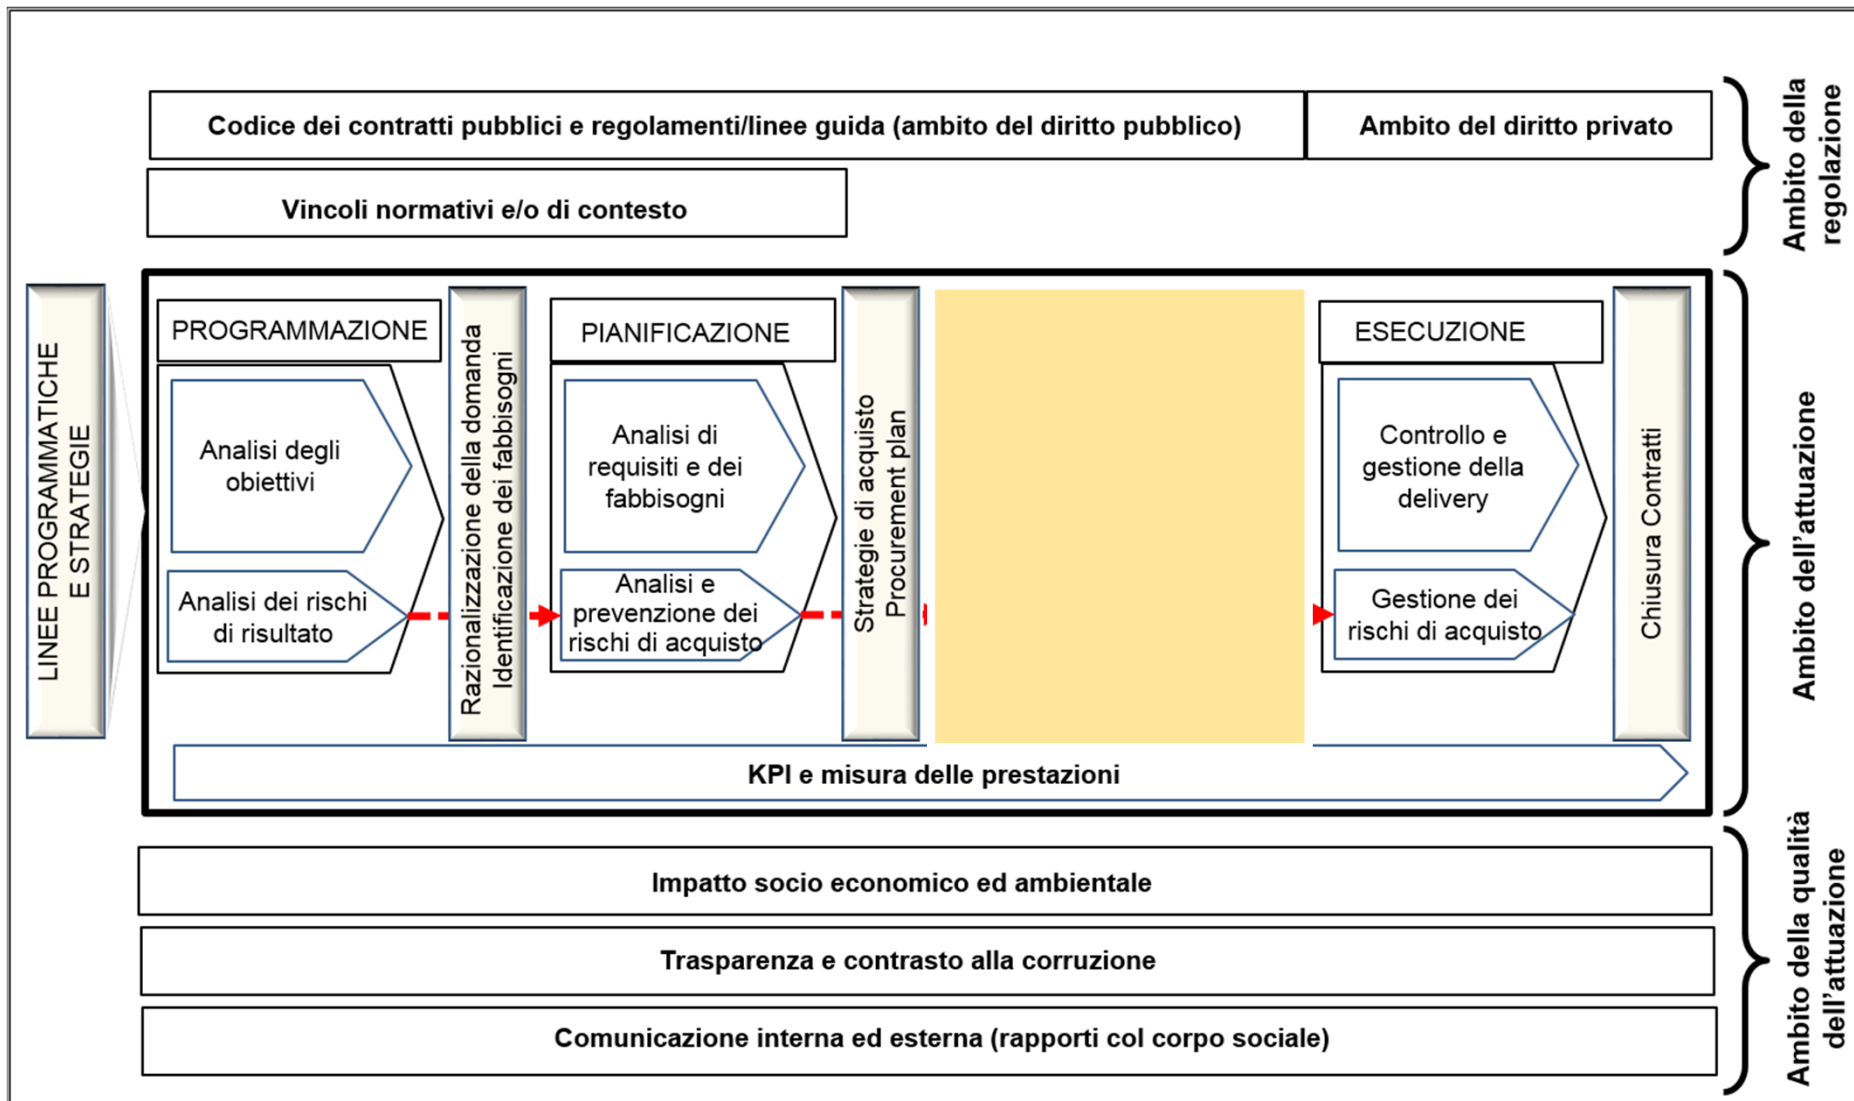 Codice dei contratti pubblici e regolamenti/linee guida (ambito del diritto pubblico)
Ambito del diritto privato
Vincoli normativi e/o di contesto
Ambito della
regolazione
LINEE PROGRAMMATICHE
E STRATEGIE
PROGRAMMAZIONE
Analisi degli
obiettivi
Analisi dei rischi
di risultato
Razionalizzazione della domanda
Identificazione dei fabbisogni
PIANIFICAZIONE
Analisi di
requisiti e dei
fabbisogni
Analisi e
prevenzione dei
rischi di acquisto
Strategie di acquisto
Procurement plan
ESECUZIONE
Controllo e
gestione della
delivery
Gestione dei
rischi di acquisto
Chiusura Contratti
KPI e misura delle prestazioni
Ambito dell'attuazione
Impatto socio economico ed ambientale
Trasparenza e contrasto alla corruzione
Comunicazione interna ed esterna (rapporti col corpo sociale)
Ambito della qualità
dell'attuazione